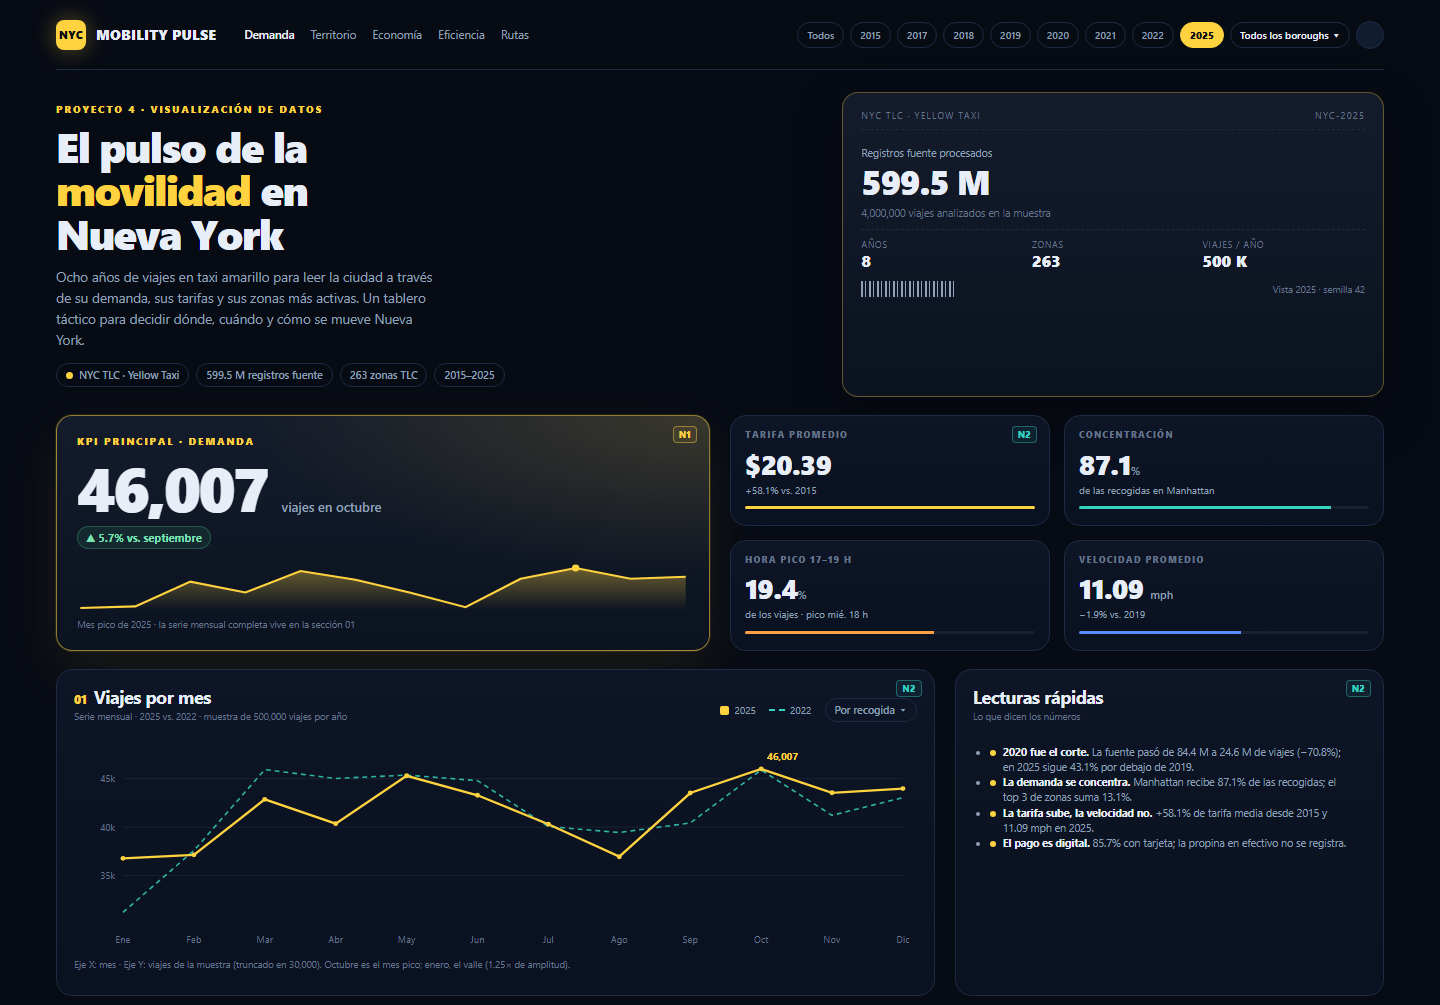 NYC MOBILITY PULSE Demanda Territorio Economía Eficiencia Rutas Todos 2015 2017 2018 2019 2020 2021 2022 2025 Todos los boroughs ▾
PROYECTO 4 · VISUALIZACIÓN DE DATOS
El pulso de la
movilidad en
Nueva York
Ocho años de viajes en taxi amarillo para leer la ciudad a través
de su demanda, sus tarifas y sus zonas más activas. Un tablero
táctico para decidir dónde, cuándo y cómo se mueve Nueva
York.
NYC TLC · Yellow Taxi 599.5 M registros fuente 263 zonas TLC 2015–2025
NYC TLC · YELLOW TAXI NYC-2025
Registros fuente procesados
599.5 M
4,000,000 viajes analizados en la muestra
AÑOS ZONAS VIAJES / AÑO
8 263 500 K
Vista 2025 · semilla 42
KPI PRINCIPAL · DEMANDA N1
46,007 viajes en octubre
▲ 5.7% vs. septiembre
Mes pico de 2025 · la serie mensual completa vive en la sección 01
TARIFA PROMEDIO N2
$20.39
+58.1% vs. 2015
CONCENTRACIÓN
87.1%
de las recogidas en Manhattan
HORA PICO 17–19 H
19.4%
de los viajes · pico mié. 18 h
VELOCIDAD PROMEDIO
11.09 mph
−1.9% vs. 2019
01 Viajes por mes N2
Serie mensual · 2025 vs. 2022 · muestra de 500,000 viajes por año
2025 2022 Por recogida
46,007
45k
40k
35k
Ene Feb Mar Abr May Jun Jul Ago Sep Oct Nov Dic
Eje X: mes · Eje Y: viajes de la muestra (truncado en 30,000). Octubre es el mes pico; enero, el valle (1.25× de amplitud).
Lecturas rápidas N2
Lo que dicen los números
2020 fue el corte. La fuente pasó de 84.4 M a 24.6 M de viajes (−70.8%);
en 2025 sigue 43.1% por debajo de 2019.
La demanda se concentra. Manhattan recibe 87.1% de las recogidas; el
top 3 de zonas suma 13.1%.
La tarifa sube, la velocidad no. +58.1% de tarifa media desde 2015 y
11.09 mph en 2025.
El pago es digital. 85.7% con tarjeta; la propina en efectivo no se registra.